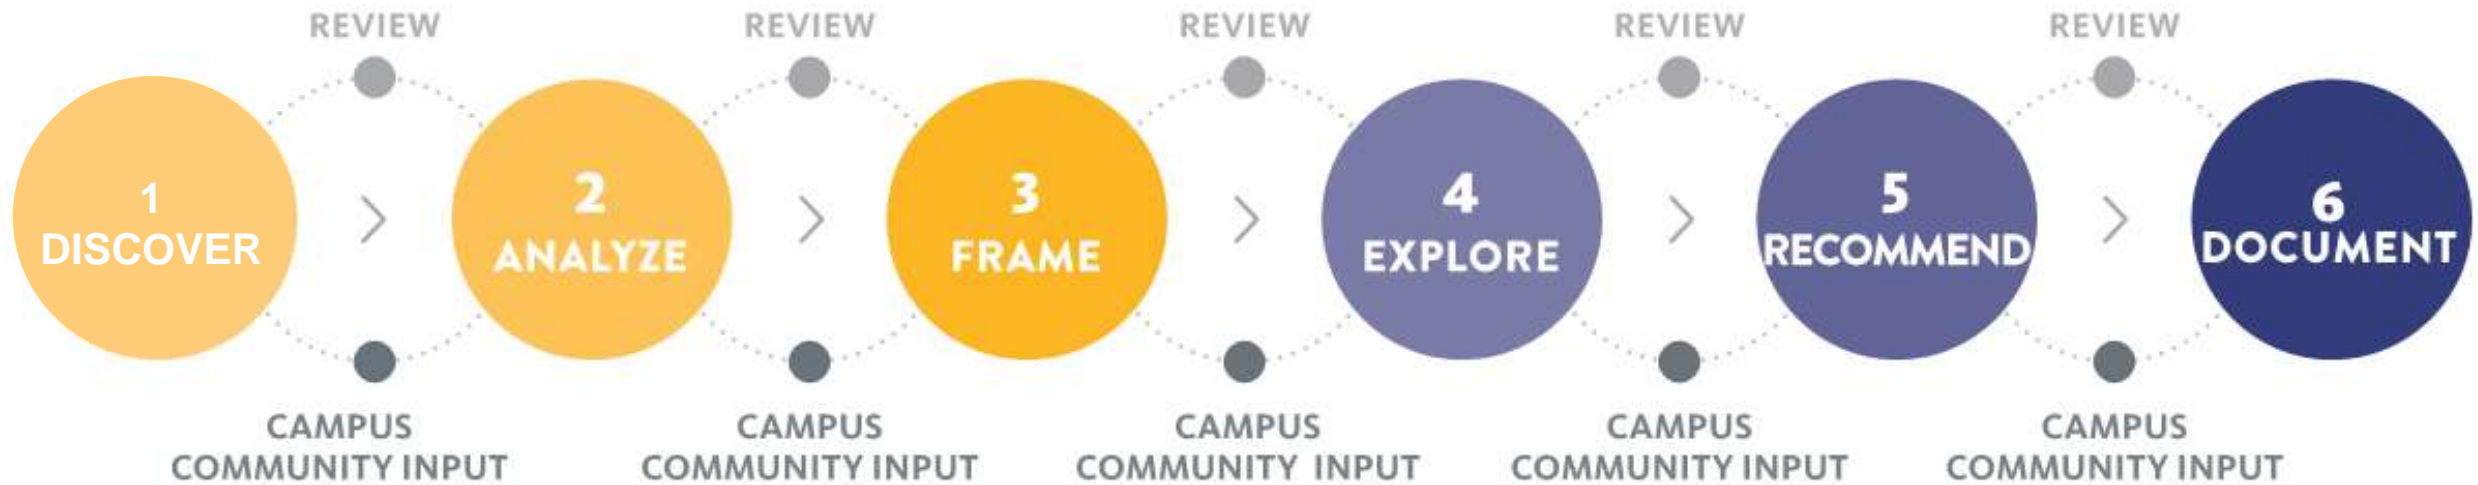 REVIEW
REVIEW
REVIEW
REVIEW
REVIEW
1
DISCOVER
2
ANALYZE
3
FRAME
4
EXPLORE
5
RECOMMEND
6
DOCUMENT
CAMPUS
COMMUNITY INPUT
CAMPUS
COMMUNITY INPUT
CAMPUS
COMMUNITY INPUT
CAMPUS
COMMUNITY INPUT
CAMPUS
COMMUNITY INPUT